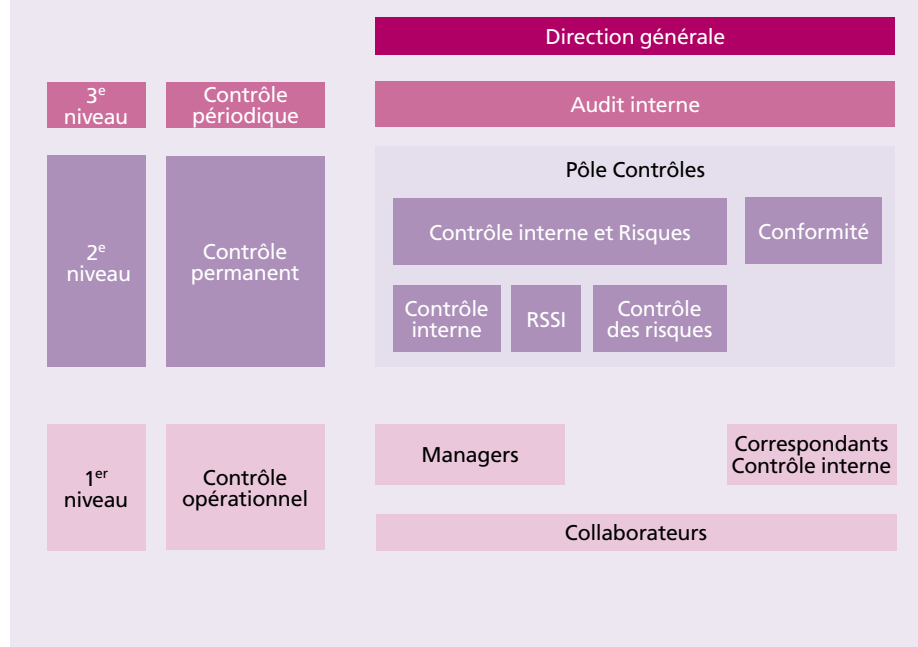 Direction générale
3e
niveau
Contrôle
périodique
Audit interne
2e
niveau
Contrôle
permanent
Pôle Contrôles
Contrôle interne et Risques
Conformité
Contrôle
interne
RSSI
Contrôle
des risques
1er
niveau
Contrôle
opérationnel
Managers
Correspondants
Contrôle interne
Collaborateurs